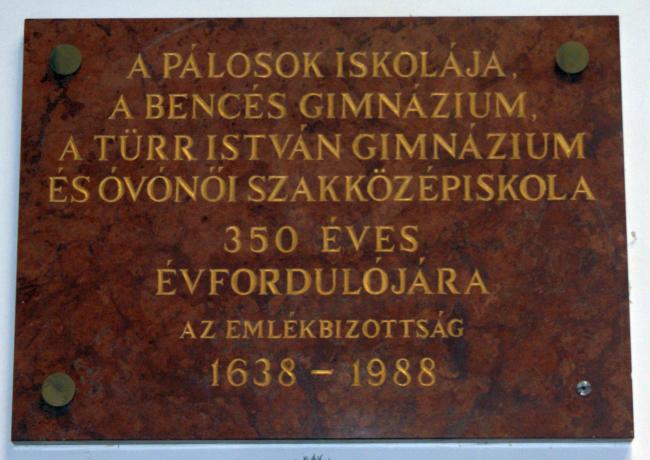 A PÁLOSOK ISKOLÁJA,
A BENCÉS GIMNÁZIUM,
A TÜRR ISTVÁN GIMNÁZIUM
ÉS ÓVÓNŐI SZAKKÖZÉPISKOLA
350 ÉVES
ÉVFORDULÓJÁRA
AZ EMLÉKBIZOTTSÁG
1638 – 1988